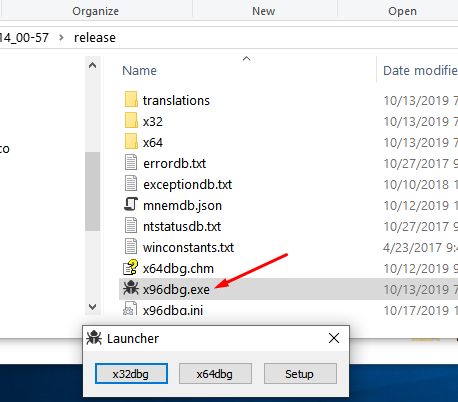 Organize New Open
14_00-57 > release
Name Date modifie
translations 10/13/2019 7
x32 10/13/2019 7
x64 10/13/2019 7
errordb.txt 10/27/2017 9
exceptiondb.txt 10/10/2018 1
mnemdb.json 10/12/2019 1
ntstatusdb.txt 10/27/2017 9
winconstants.txt 4/23/2017 9:4
x64dbg.chm 10/12/2019 9
x96dbg.exe 10/13/2019 7
x96dbg.ini 10/17/2019 1
co
Launcher
x32dbg x64dbg Setup